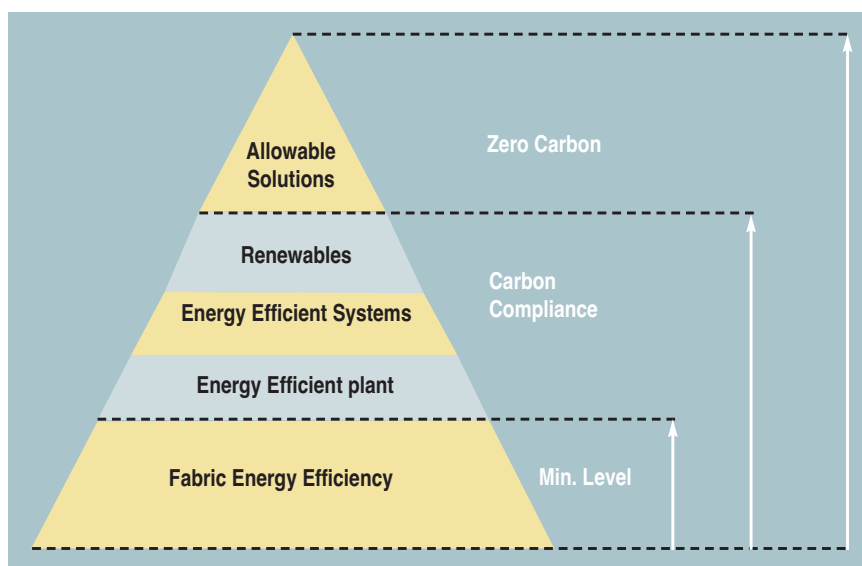 Allowable
Solutions
Zero Carbon
Renewables
Energy Efficient Systems
Carbon
Compliance
Energy Efficient plant
Fabric Energy Efficiency
Min. Level